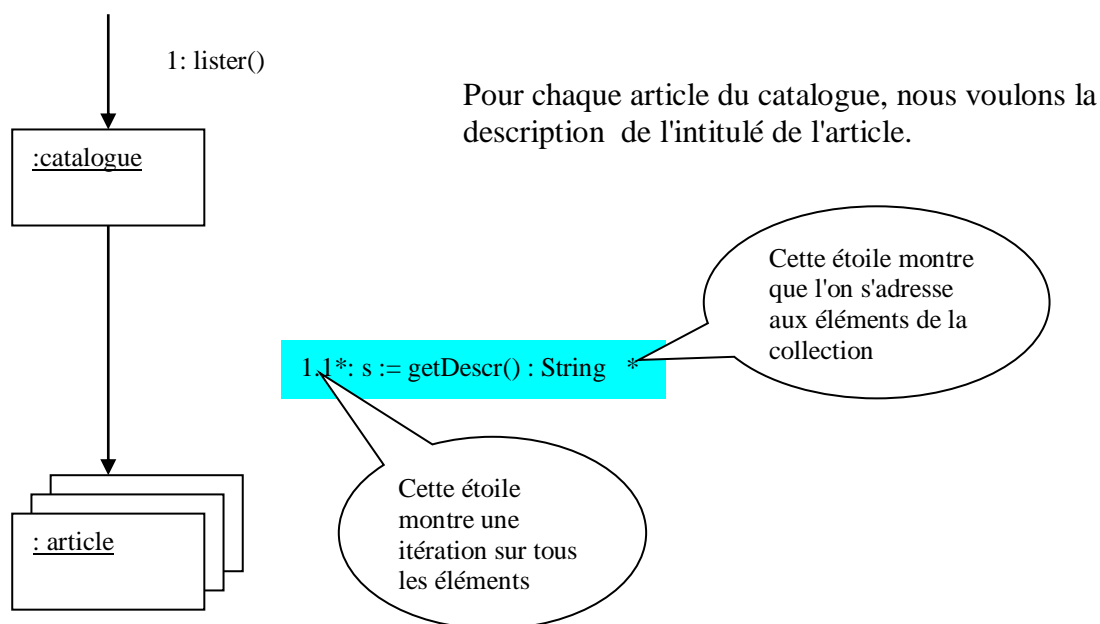 1: lister()
Pour chaque article du catalogue, nous voulons la
description de l'intitulé de l'article.
:catalogue
Cette étoile montre
que l'on s'adresse
aux éléments de la
collection
1.1*: s := getDescr() : String *
Cette étoile
montre une
itération sur tous
les éléments
: article